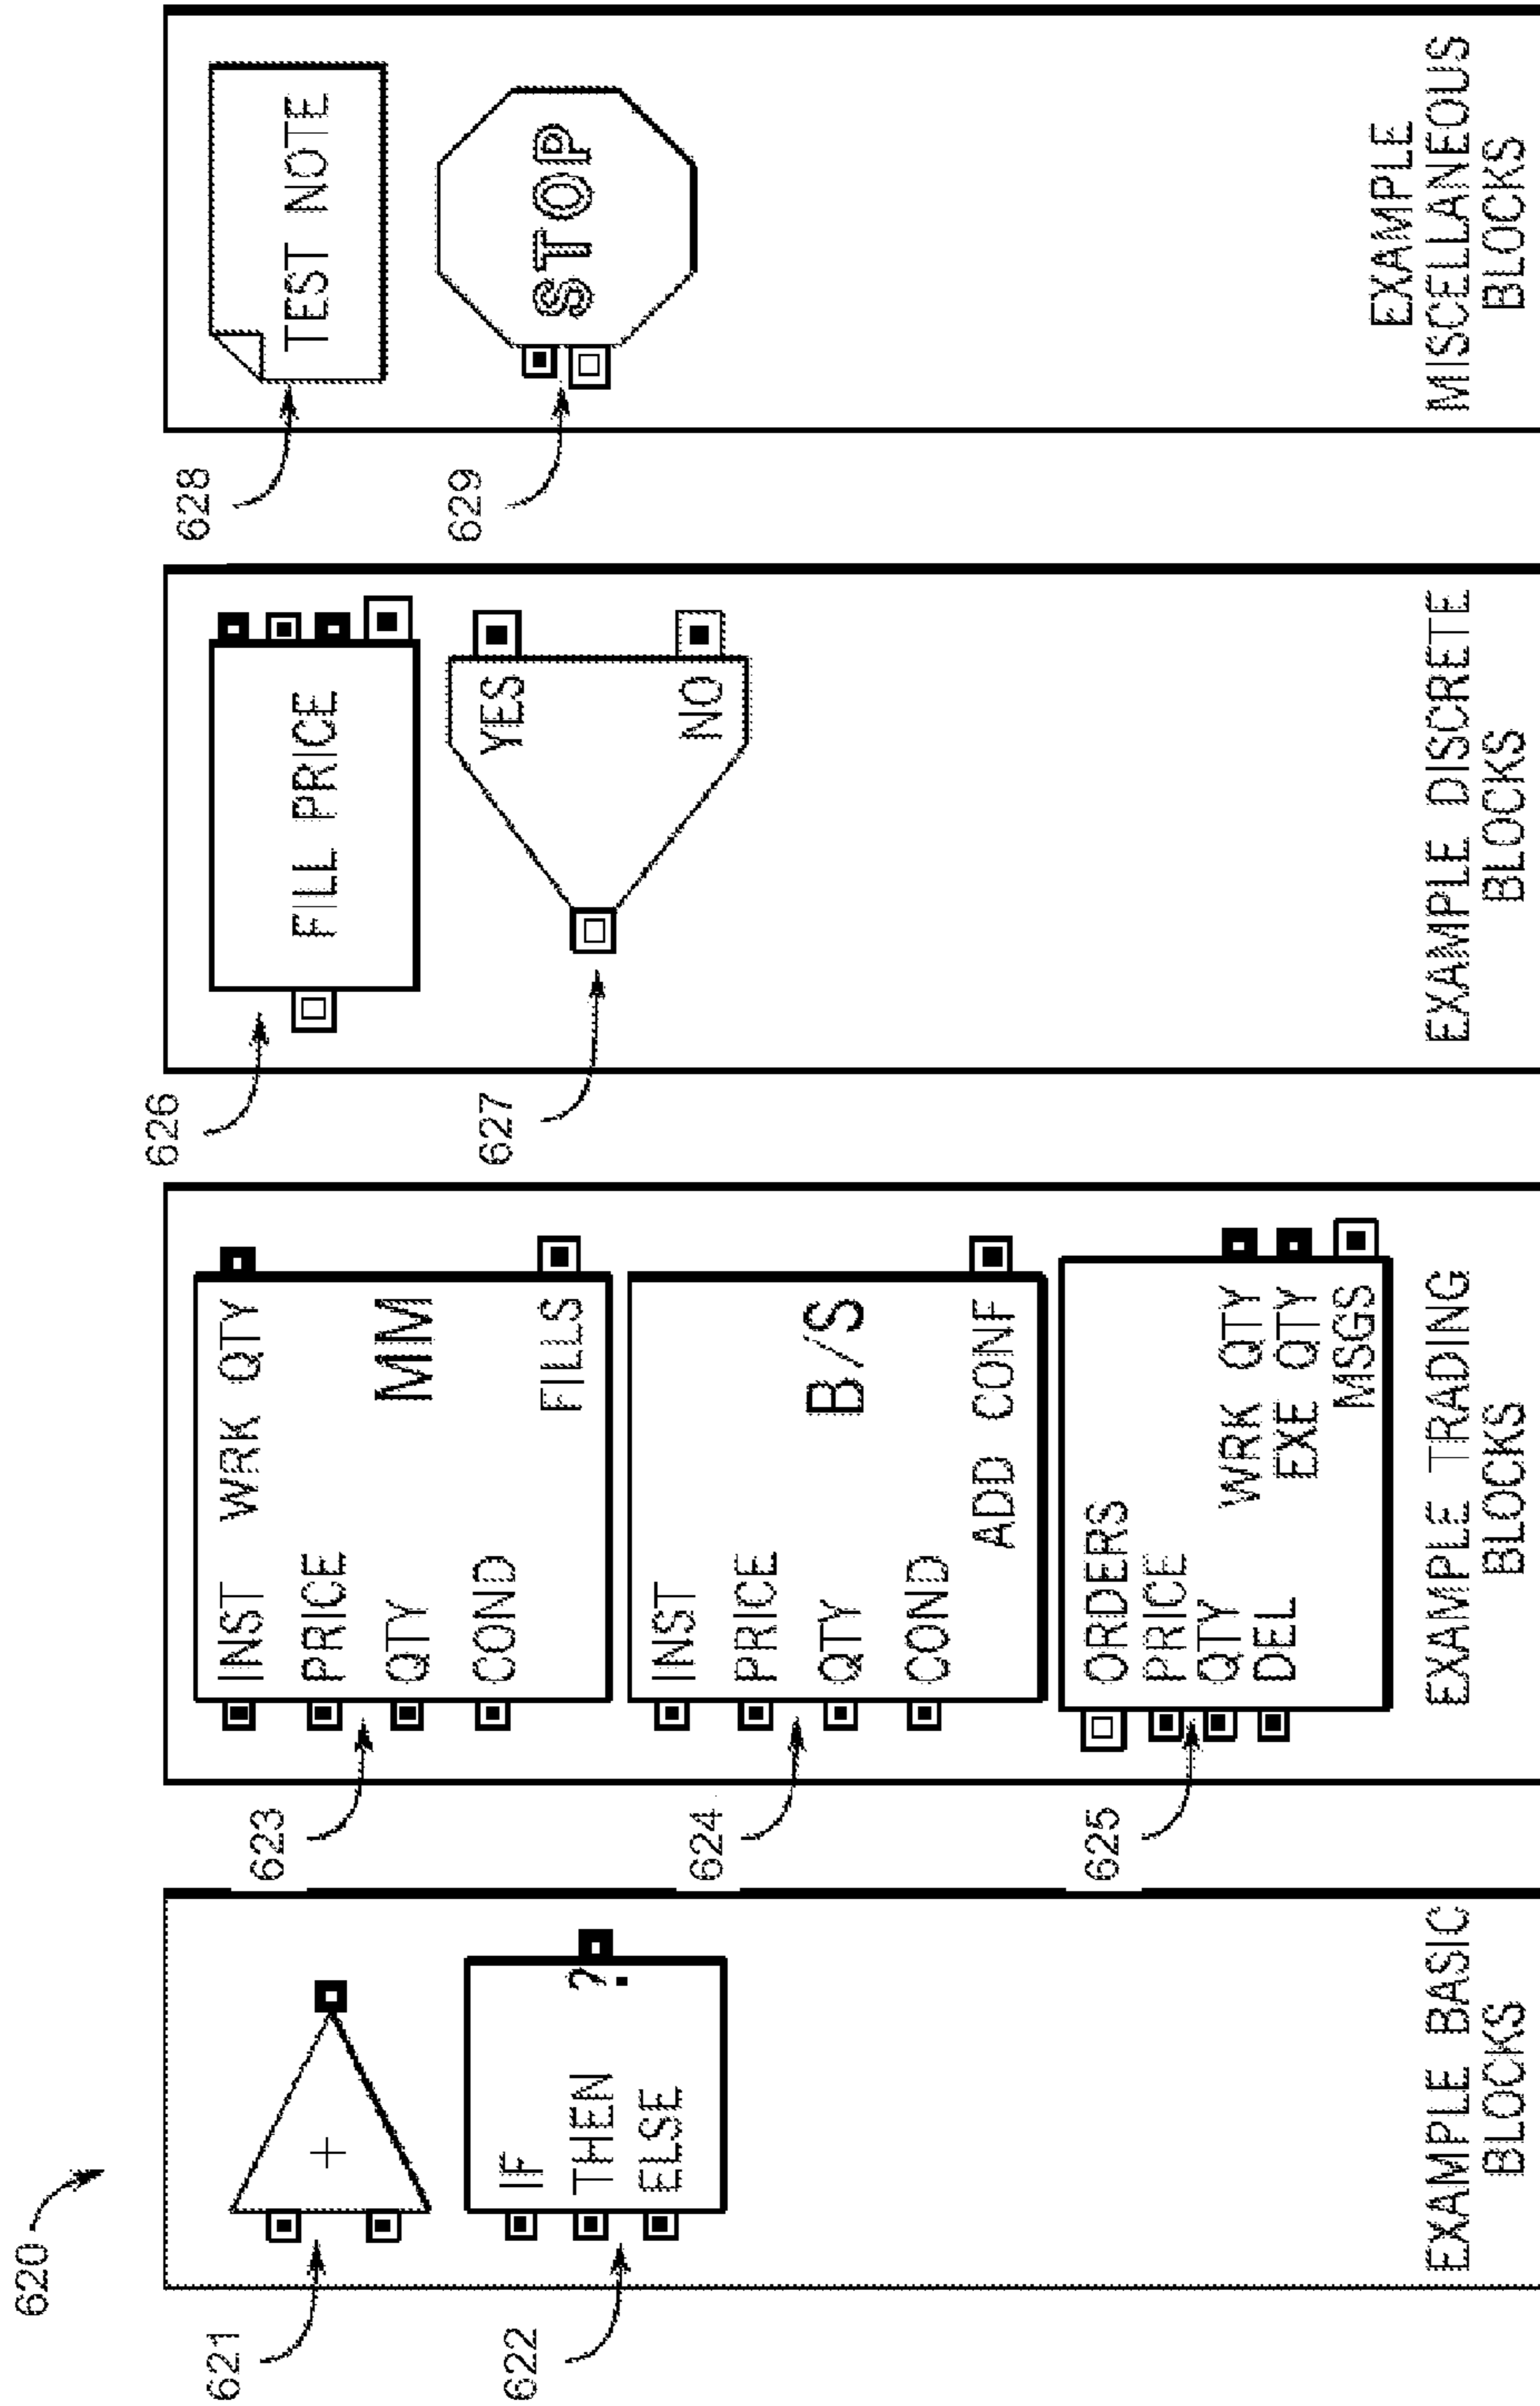 620
621
+
622
IF
THEN ?
ELSE
EXAMPLE BASIC
BLOCKS
623
INST WRK QTY
PRICE
MM
QTY
COND
FILLS
624
INST
PRICE
B/S
QTY
COND
ADD CONF
625
ORDERS
PRICE
QTY WRK QTY
DEL EXE QTY
MSGS
EXAMPLE TRADING
BLOCKS
626
FILL PRICE
627
YES
NO
EXAMPLE DISCRETE
BLOCKS
628
TEST NOTE
629
STOP
EXAMPLE
MISCELLANEOUS
BLOCKS